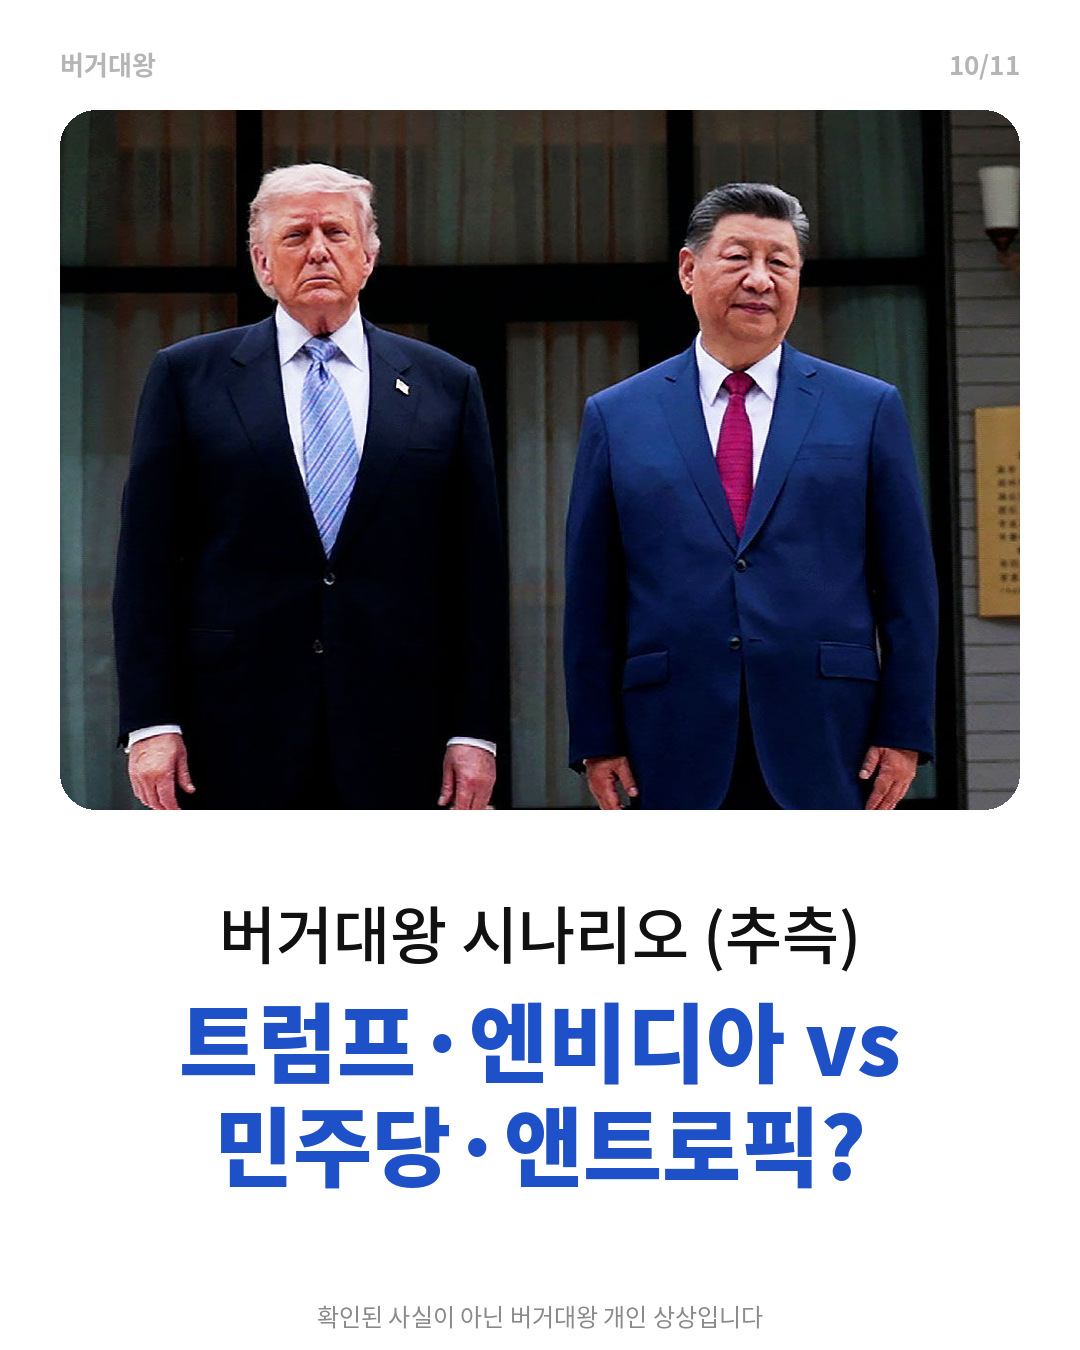 버거대왕
10/11
버거대왕 시나리오 (추측)
트럼프·엔비디아 vs
민주당·앤트로픽?
확인된 사실이 아닌 버거대왕 개인 상상입니다